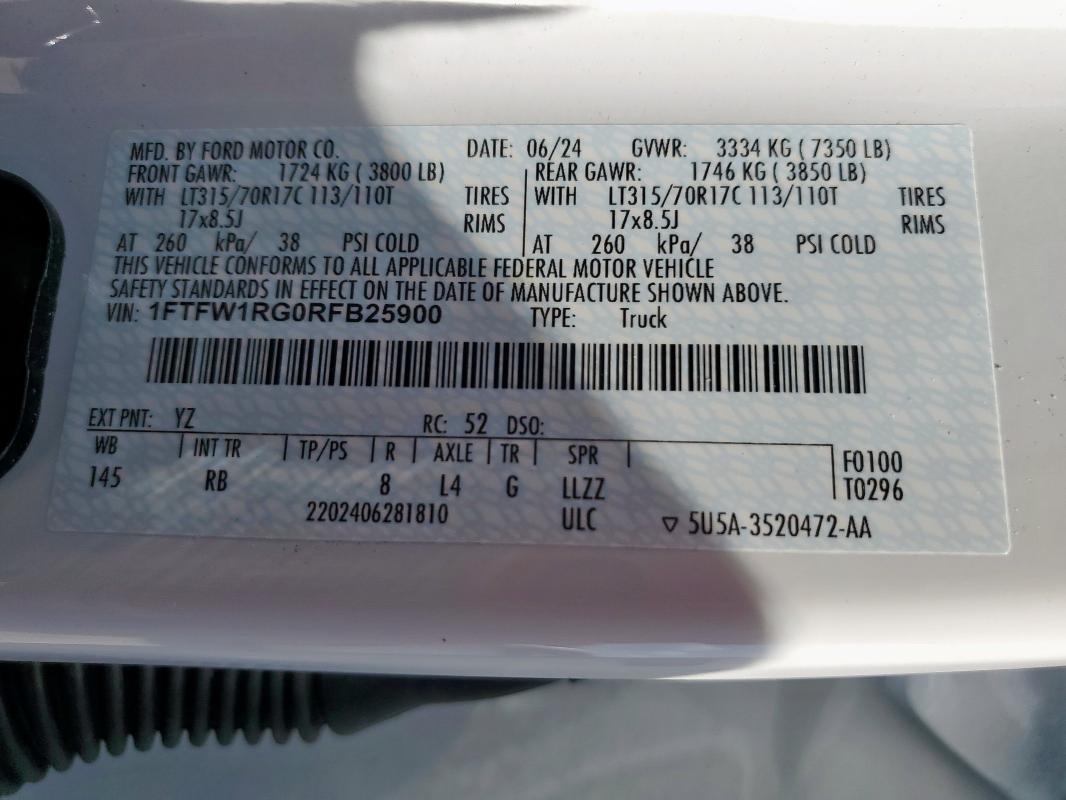 MFD. BY FORD MOTOR CO. DATE: 06/24 GVWR: 3334 KG ( 7350 LB)
FRONT GAWR: 1724 KG ( 3800 LB) REAR GAWR: 1746 KG ( 3850 LB)
WITH LT315/70R17C 113/110T TIRES WITH LT315/70R17C 113/110T TIRES
17x8.5J RIMS 17x8.5J RIMS
AT 260 kPa/ 38 PSI COLD AT 260 kPa/ 38 PSI COLD
THIS VEHICLE CONFORMS TO ALL APPLICABLE FEDERAL MOTOR VEHICLE
SAFETY STANDARDS IN EFFECT ON THE DATE OF MANUFACTURE SHOWN ABOVE.
VIN: 1FTFW1RG0RFB25900 TYPE: Truck
EXT PNT: YZ RC: 52 DSO:
WB INT TR TP/PS R AXLE TR SPR F0100
145 RB 8 L4 G LLZZ T0296
2202406281810 ULC ▽ 5U5A-3520472-AA